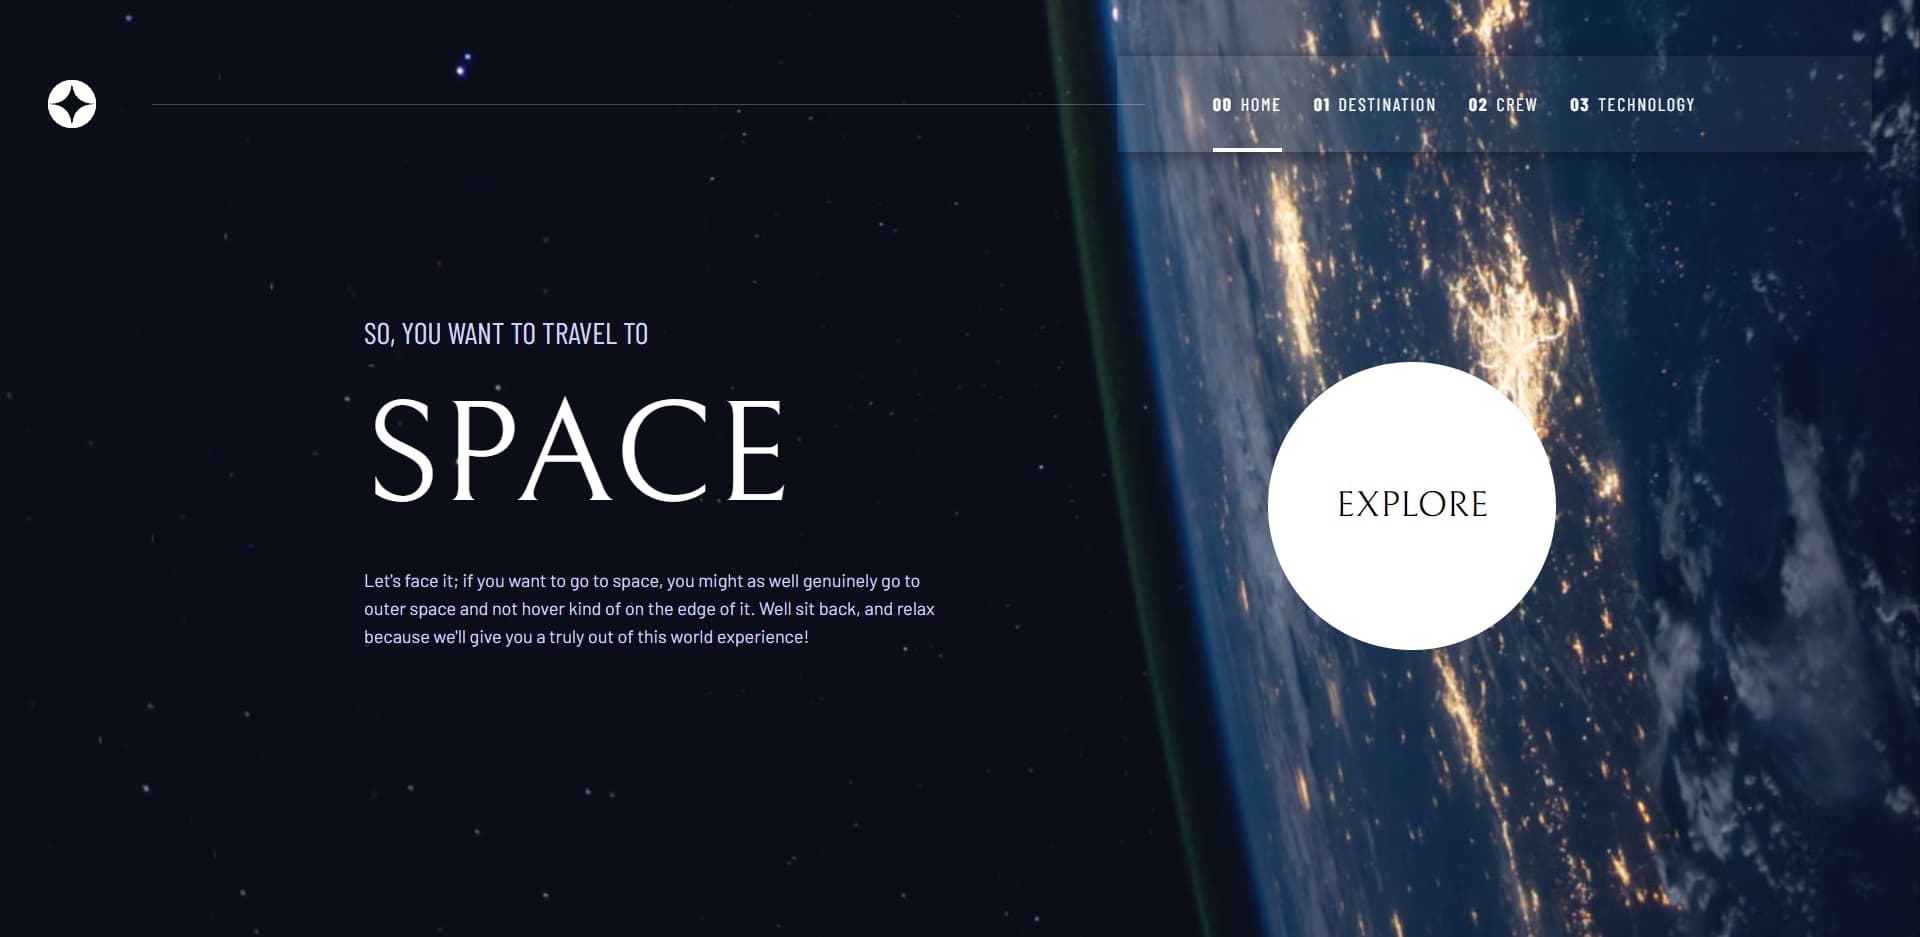 00 HOME 01 DESTINATION 02 CREW 03 TECHNOLOGY
SO, YOU WANT TO TRAVEL TO
SPACE
EXPLORE
Let's face it; if you want to go to space, you might as well genuinely go to
outer space and not hover kind of on the edge of it. Well sit back, and relax
because we'll give you a truly out of this world experience!